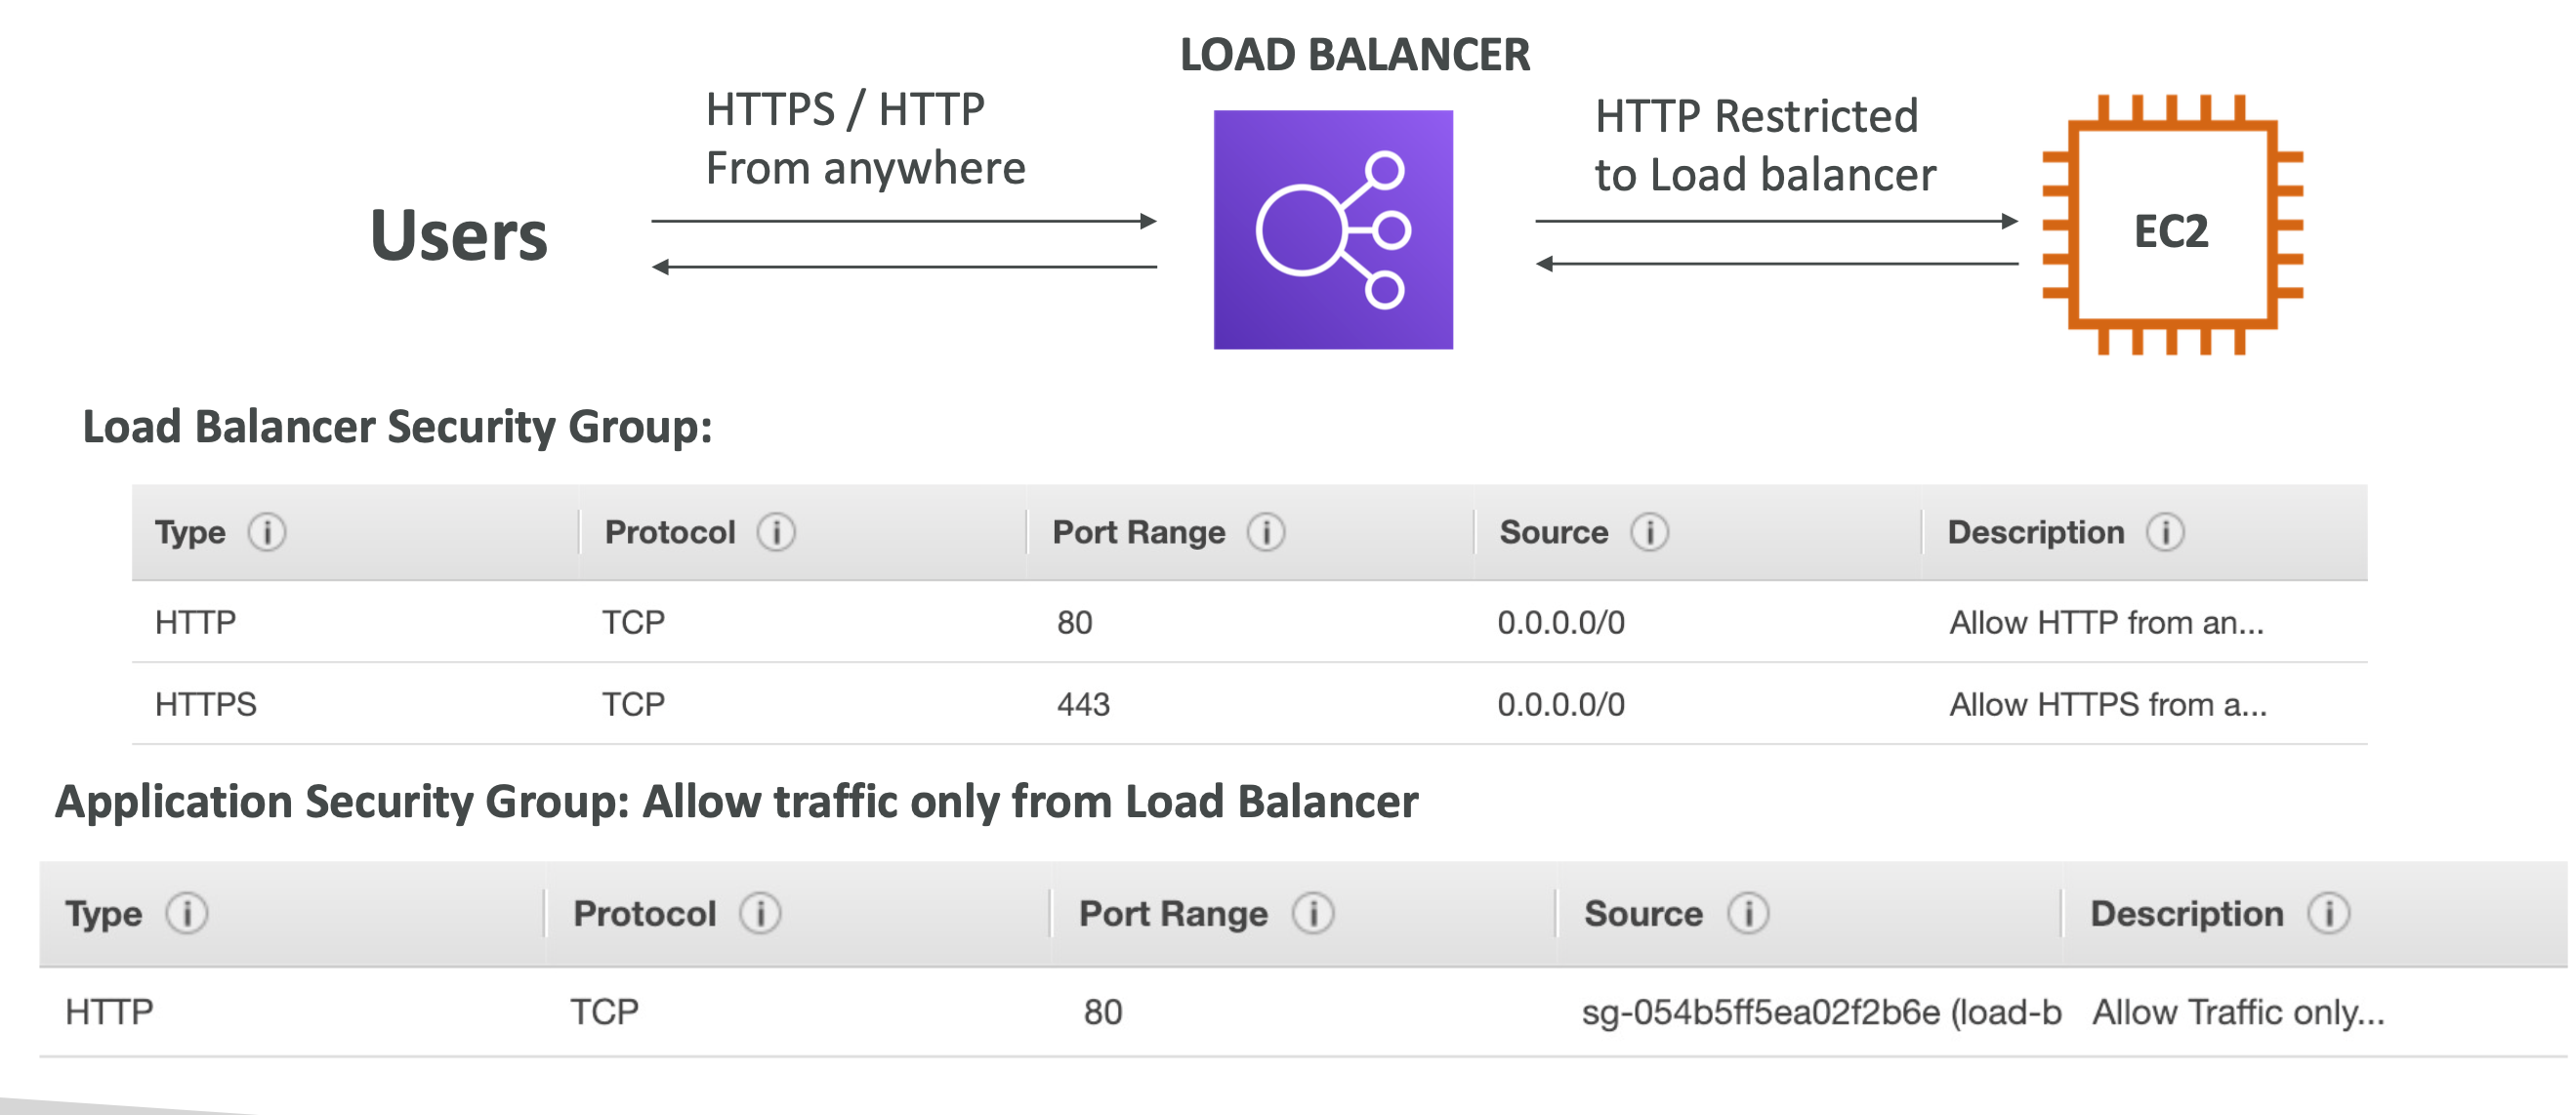 LOAD BALANCER
HTTPS / HTTP
From anywhere
HTTP Restricted
to Load balancer
Users
EC2
Load Balancer Security Group:
Type Protocol Port Range Source Description
HTTP TCP 80 0.0.0.0/0 Allow HTTP from an...
HTTPS TCP 443 0.0.0.0/0 Allow HTTPS from a...
Application Security Group: Allow traffic only from Load Balancer
Type Protocol Port Range Source Description
HTTP TCP 80 sg-054b5ff5ea02f2b6e (load-b Allow Traffic only...